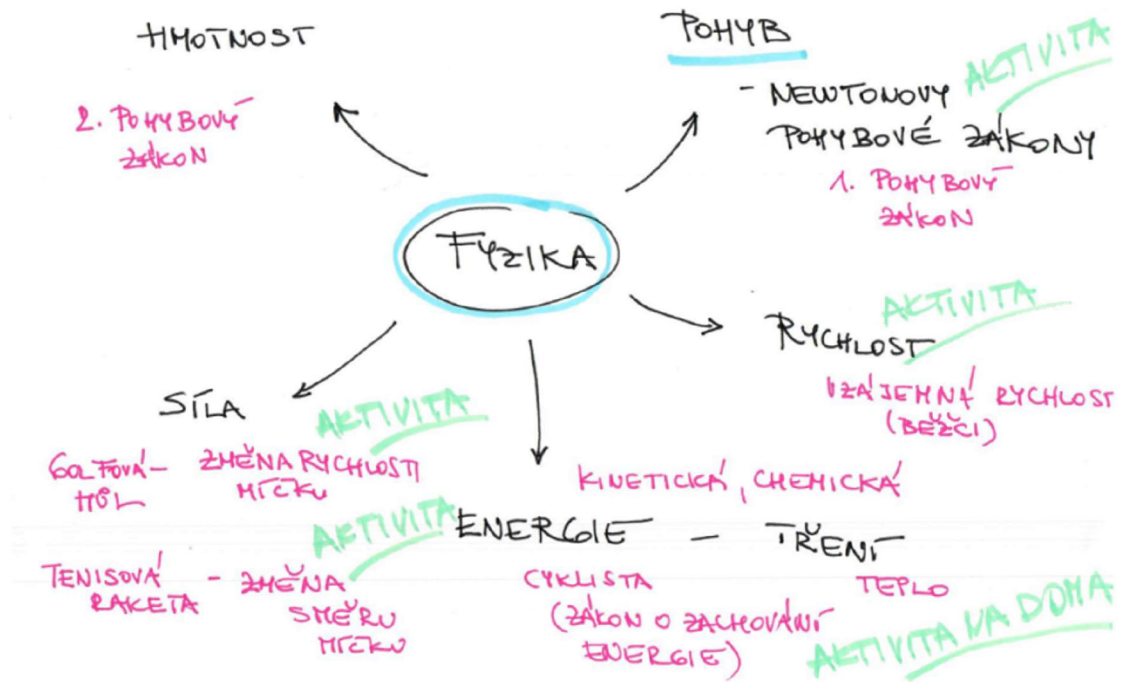 HMOTNOST
2. POHYBOVÝ
ZÁKON
POHYB
AKTIVITA
- NEWTONOVY
POHYBOVÉ ZÁKONY
1. POHYBOVÝ
ZÁKON
FYZIKA
AKTIVITA
RYCHLOST
VZÁJEMNÁ RYCHLOST
(BĚŽCI)
SÍLA
AKTIVITA
GOLFOVÁ - ZMĚNA RYCHLOSTI
HŮL MÍČKU
AKTIVITA
TENISOVÁ - ZMĚNA
RAKETA SMĚRU
MÍČKU
KINETICKÁ, CHEMICKÁ
ENERGIE - TŘENÍ
CYKLISTA
(ZÁKON O ZACHOVÁNÍ
ENERGIE)
TEPLO
AKTIVITA NA DOMA